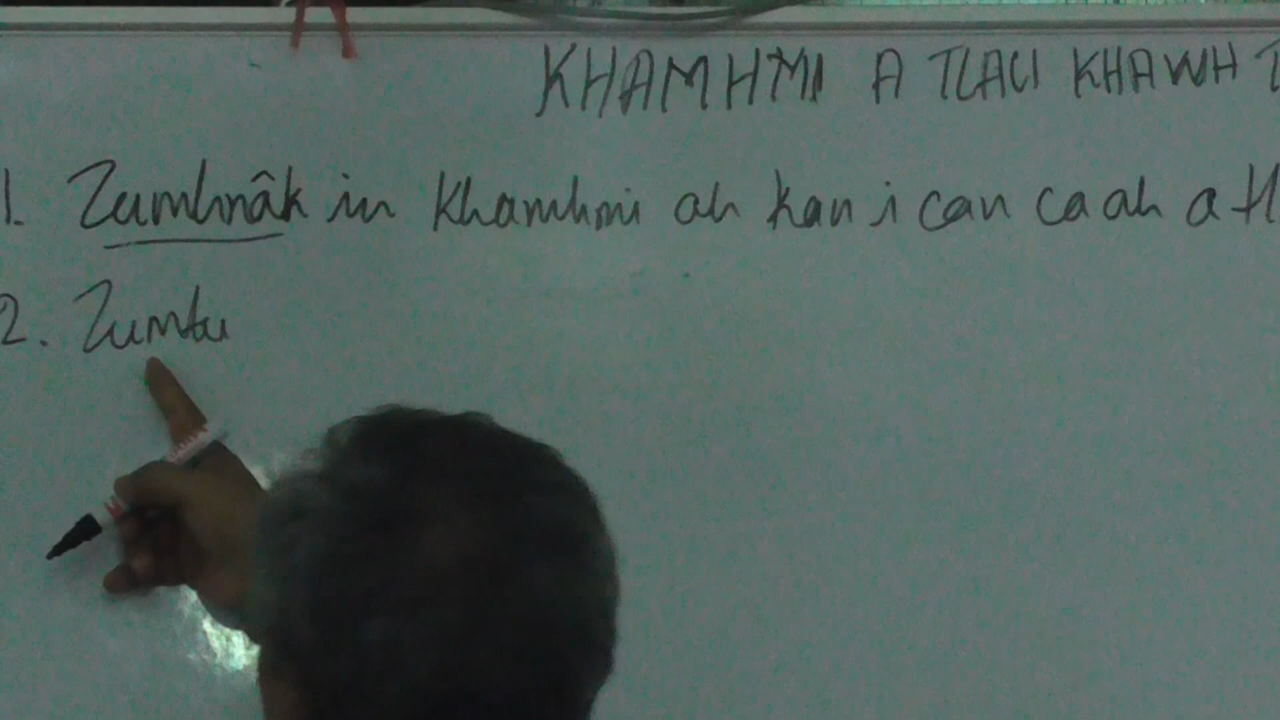 KHAMHMI A TLAU KHAWH T
1. Zumhnâk in Khamhmi ah kan i can ca ah a tl
2. Zumtu